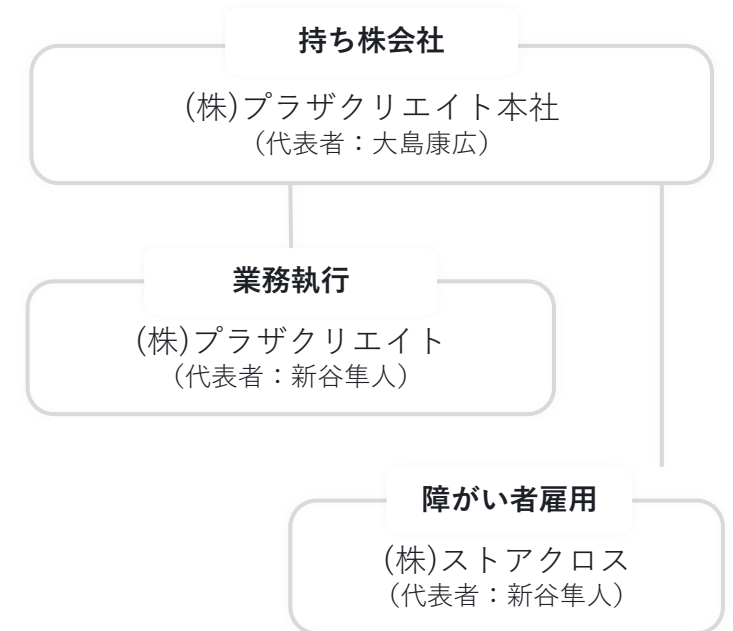 持ち株会社
(株)プラザクリエイト本社
（代表者：大島康広）
業務執行
(株)プラザクリエイト
（代表者：新谷隼人）
障がい者雇用
(株)ストアクロス
（代表者：新谷隼人）